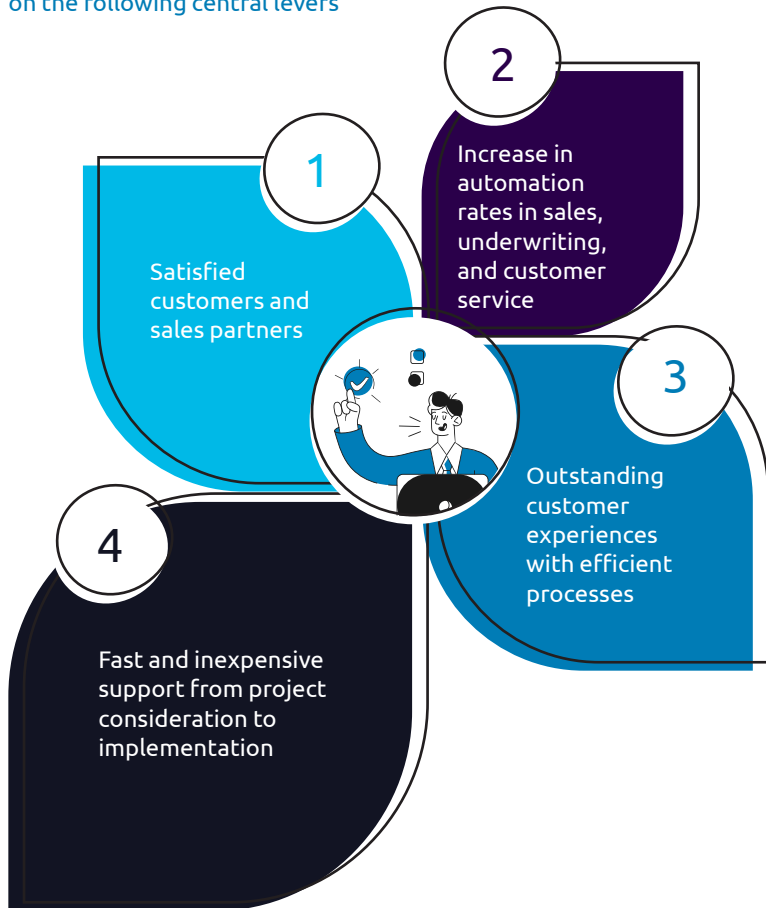 on the following central levers
1
Satisfied
customers and
sales partners
2
Increase in
automation
rates in sales,
underwriting,
and customer
service
3
Outstanding
customer
experiences
with efficient
processes
4
Fast and inexpensive
support from project
consideration to
implementation